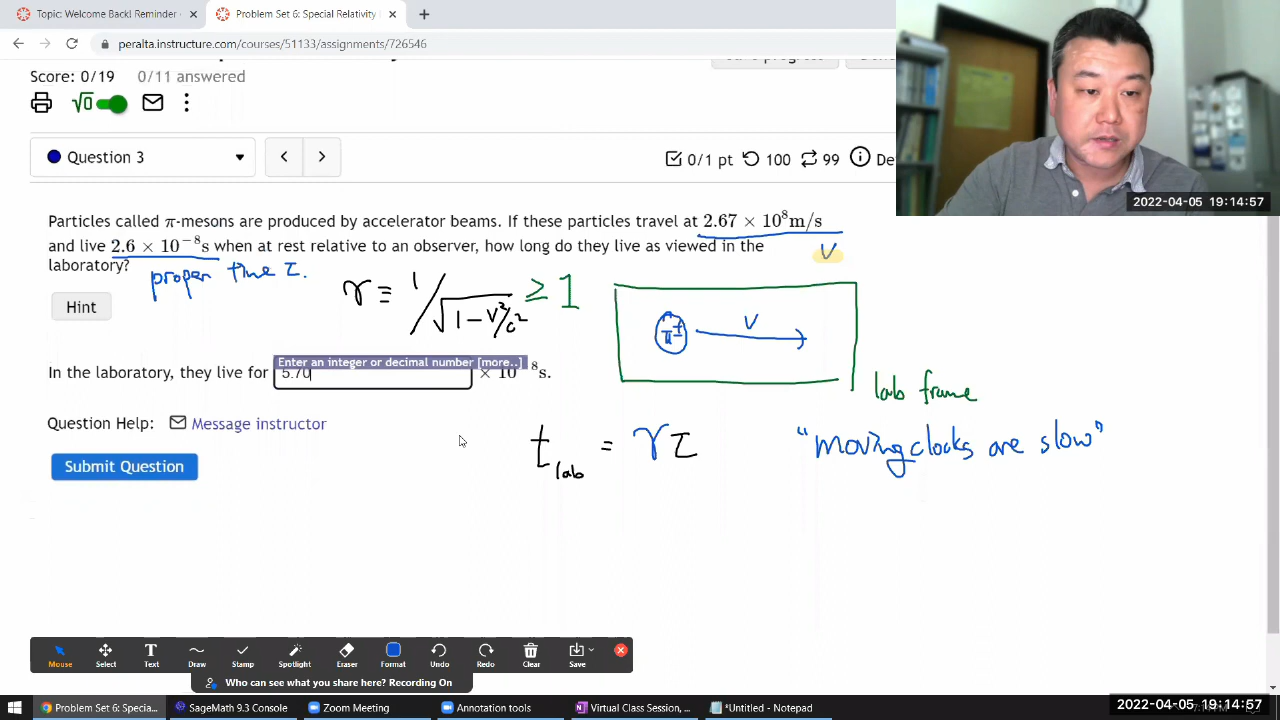 Topic: Welcome Back! Reminder
Problem Set 6: Special Relativity
peralta.instructure.com/courses/51133/assignments/726546
Score: 0/19 0/11 answered
√0
Question 3
0/1 pt 100 99 De
Particles called π-mesons are produced by accelerator beams. If these particles travel at 2.67 × 10⁸m/s
and live 2.6 × 10⁻⁸s when at rest relative to an observer, how long do they live as viewed in the
laboratory?
V
proper time τ.
Hint
γ ≡ 1/√1 − v²/c² ≥ 1
π± V
Enter an integer or decimal number [more..]
In the laboratory, they live for 5.70 × 10⁻⁸s.
lab frame
Question Help: Message instructor
t lab = γτ
"moving clocks are slow"
Submit Question
Mouse Select Text Draw Stamp Spotlight Eraser Format Undo Redo Clear Save
Who can see what you share here? Recording On
Problem Set 6: Specia... SageMath 9.3 Console Zoom Meeting Annotation tools Virtual Class Session, ... *Untitled - Notepad
2022-04-05 19:14:57
2022-04-05 19:14:57